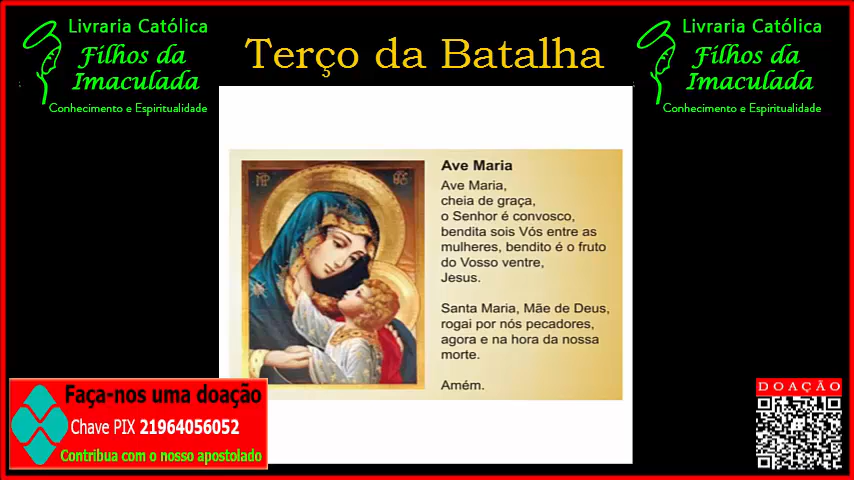 Livraria Católica
Filhos da
Imaculada
Conhecimento e Espiritualidade
Terço da Batalha
Livraria Católica
Filhos da
Imaculada
Conhecimento e Espiritualidade
Ave Maria
Ave Maria,
cheia de graça,
o Senhor é convosco,
bendita sois Vós entre as
mulheres, bendito é o fruto
do Vosso ventre,
Jesus.
Santa Maria, Mãe de Deus,
rogai por nós pecadores,
agora e na hora da nossa
morte.
Amém.
Faça-nos uma doação
Chave PIX 21964056052
Contribua com o nosso apostolado
DOAÇÃO